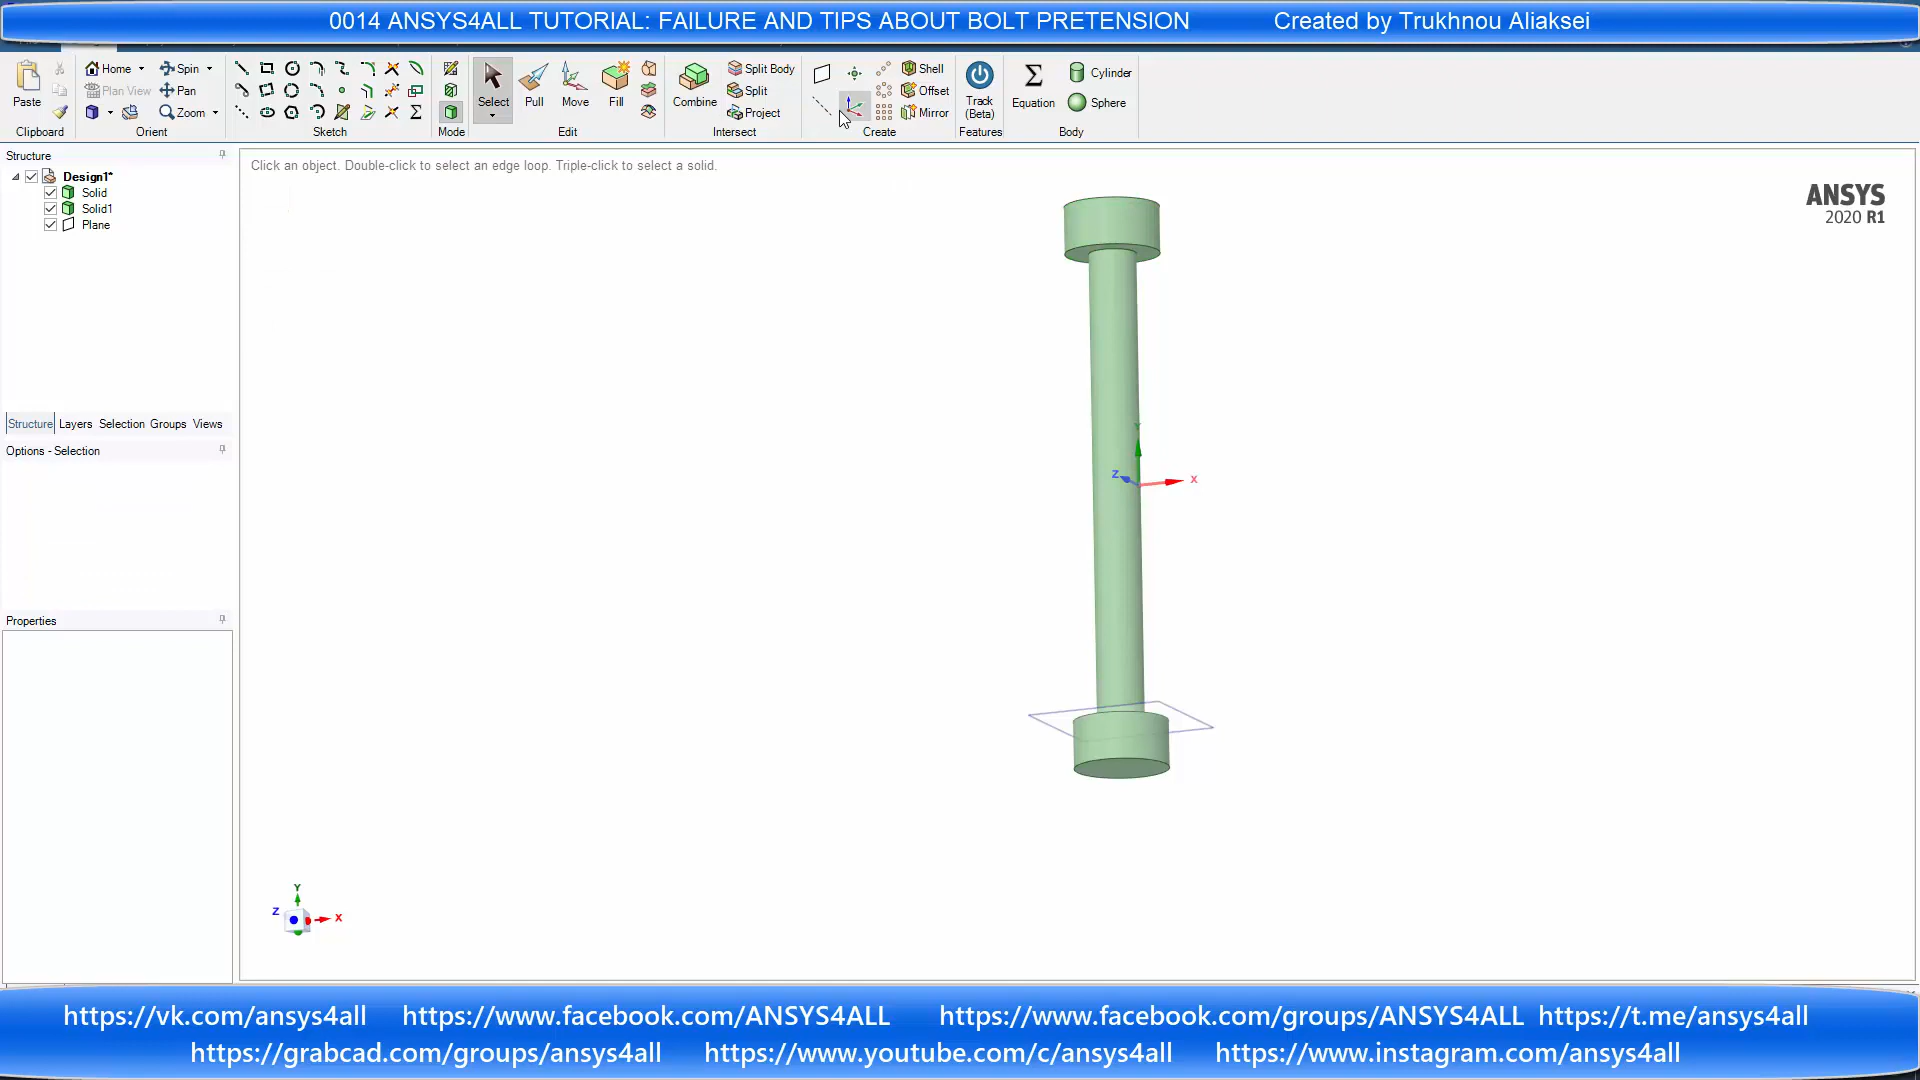 0014 ANSYS4ALL TUTORIAL: FAILURE AND TIPS ABOUT BOLT PRETENSION Created by Trukhnou Aliaksei
Paste
Clipboard
Home
Plan View
Spin
Pan
Zoom
Orient
Sketch
Mode
Select
Pull
Move
Fill
Edit
Combine
Split Body
Split
Project
Intersect
Shell
Offset
Mirror
Create
Track
(Beta)
Features
Equation
Cylinder
Sphere
Body
Structure
Design1*
Solid
Solid1
Plane
Structure Layers Selection Groups Views
Options - Selection
Properties
Click an object. Double-click to select an edge loop. Triple-click to select a solid.
ANSYS
2020 R1
Y
Z
X
Y
Z
X
https://vk.com/ansys4all https://www.facebook.com/ANSYS4ALL https://www.facebook.com/groups/ANSYS4ALL https://t.me/ansys4all
https://grabcad.com/groups/ansys4all https://www.youtube.com/c/ansys4all https://www.instagram.com/ansys4all